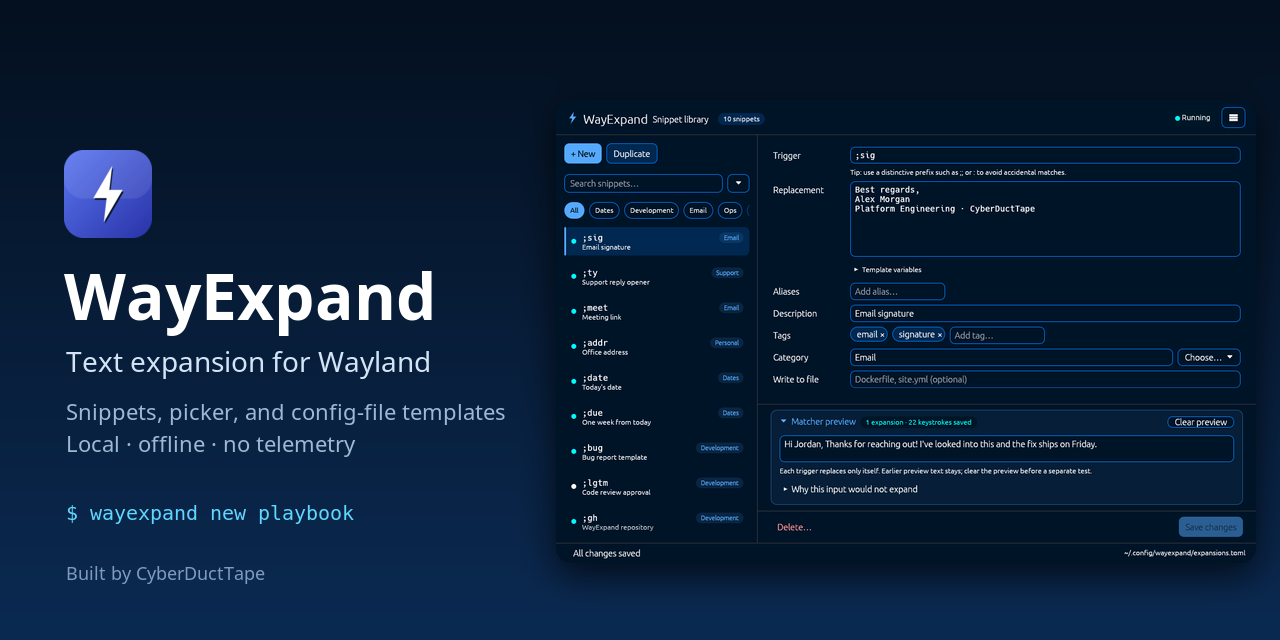 WayExpand
Text expansion for Wayland
Snippets, picker, and config-file templates
Local · offline · no telemetry
$ wayexpand new playbook
Built by CyberDuctTape
WayExpand Snippet library 10 snippets
Running
+ New Duplicate
Search snippets...
All Dates Development Email Ops
;sig Email
Email signature
;ty Support
Support reply opener
;meet Email
Meeting link
;addr Personal
Office address
;date Dates
Today's date
;due Dates
One week from today
;bug Development
Bug report template
;lgtm Development
Code review approval
;gh Development
WayExpand repository
Trigger ;sig
Tip: use a distinctive prefix such as ;; or : to avoid accidental matches.
Replacement
Best regards,
Alex Morgan
Platform Engineering · CyberDuctTape
Template variables
Aliases Add alias...
Description Email signature
Tags email × signature × Add tag...
Category Email Choose...
Write to file Dockerfile, site.yml (optional)
Matcher preview 1 expansion · 22 keystrokes saved Clear preview
Hi Jordan, Thanks for reaching out! I've looked into this and the fix ships on Friday.
Each trigger replaces only itself. Earlier preview text stays; clear the preview before a separate test.
Why this input would not expand
Delete... Save changes
All changes saved ~/.config/wayexpand/expansions.toml